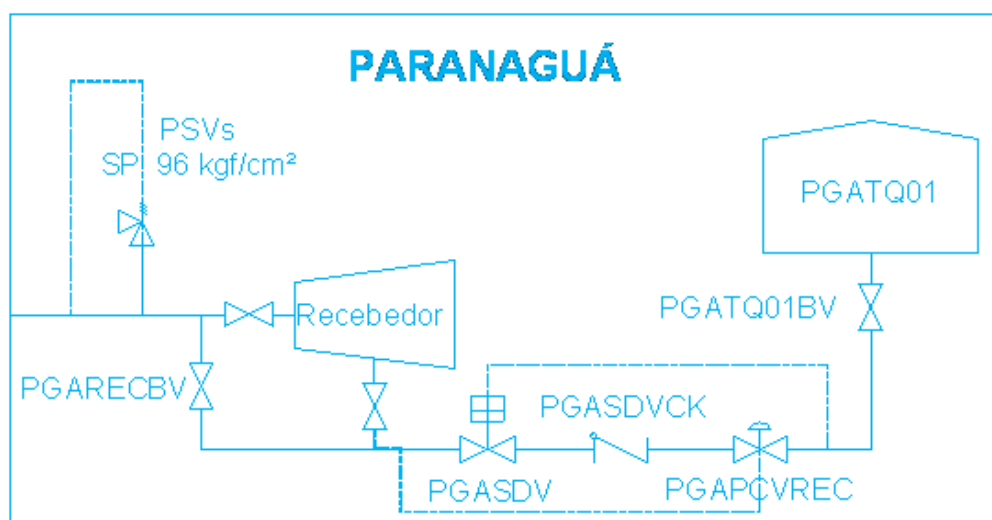 PARANAGUÁ
PSVs
SP 96 kgf/cm²
PGATQ01
PGATQ01BV
Recebedor
PGARECBV
PGASDVCK
PGASDV
PGAPCVREC